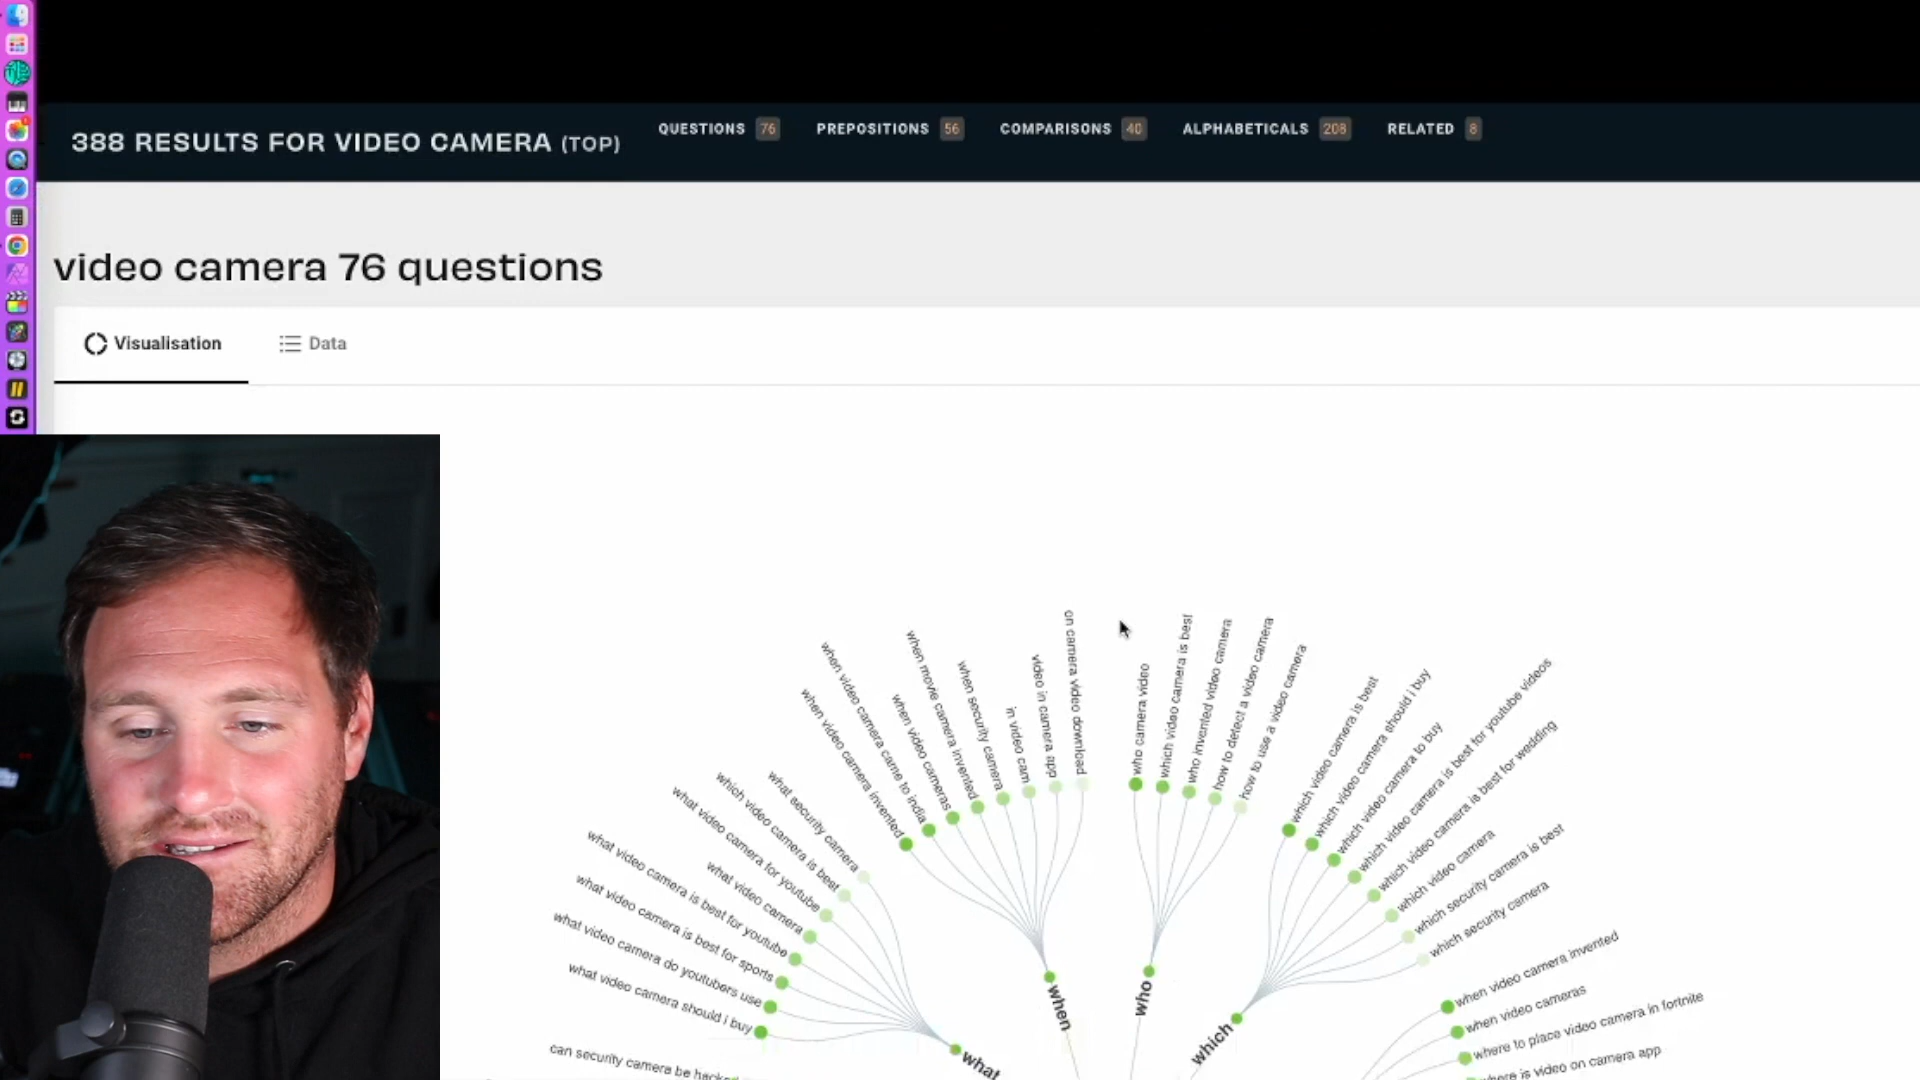 388 RESULTS FOR VIDEO CAMERA (TOP)
QUESTIONS 76
PREPOSITIONS 56
COMPARISONS 40
ALPHABETICALS 208
RELATED 8
video camera 76 questions
Visualisation
Data
can security camera be
what video camera should i buy
what video camera do youtubers use
what video camera is best for sports
what video camera is best for youtube
what video camera
what video camera for youtube
which video camera is best
what security camera
what
when video camera invented
when video camera came to india
when video cameras
when movie camera invented
when security camera
in video cam
video in camera app
on camera video download
when
who camera video
which video camera is best
who invented video camera
how to detect a video camera
how to use a video camera
who
which video camera is best
which video camera should i buy
which video camera to buy
which video camera is best for youtube videos
which video camera is best for wedding
which video camera
which security camera is best
which security camera
which
when video camera invented
when video cameras
where to place video camera in fortnite
where is video on camera app